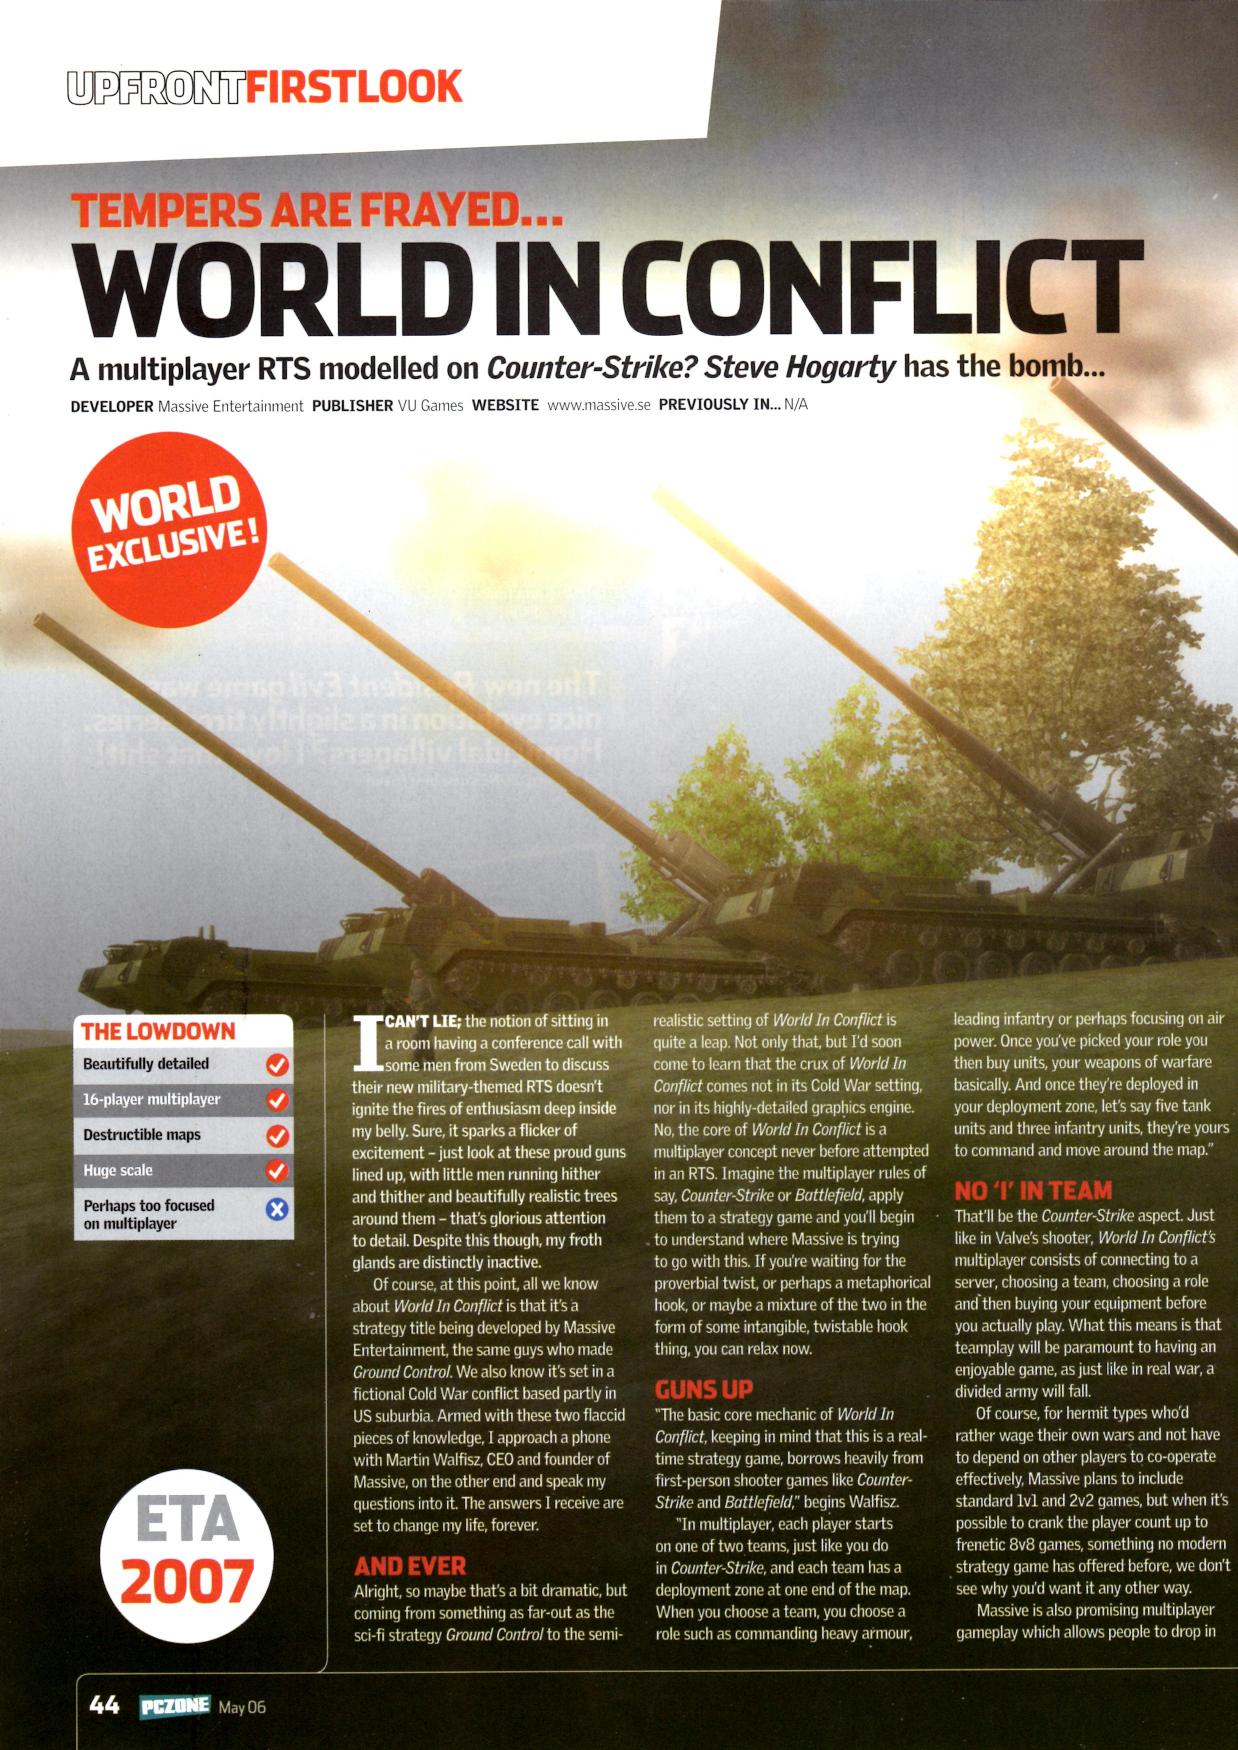 UPFRONTFIRSTLOOK
TEMPERS ARE FRAYED...
WORLD IN CONFLICT
A multiplayer RTS modelled on Counter-Strike? Steve Hogarty has the bomb...
DEVELOPER Massive Entertainment PUBLISHER VU Games WEBSITE www.massive.se PREVIOUSLY IN... N/A
WORLD
EXCLUSIVE!
THE LOWDOWN
Beautifully detailed
16-player multiplayer
Destructible maps
Huge scale
Perhaps too focused
on multiplayer
ETA
2007
I CAN'T LIE; the notion of sitting in
a room having a conference call with
some men from Sweden to discuss
their new military-themed RTS doesn't
ignite the fires of enthusiasm deep inside
my belly. Sure, it sparks a flicker of
excitement – just look at these proud guns
lined up, with little men running hither
and thither and beautifully realistic trees
around them – that's glorious attention
to detail. Despite this though, my froth
glands are distinctly inactive.
Of course, at this point, all we know
about World In Conflict is that it's a
strategy title being developed by Massive
Entertainment, the same guys who made
Ground Control. We also know it's set in a
fictional Cold War conflict based partly in
US suburbia. Armed with these two flaccid
pieces of knowledge, I approach a phone
with Martin Walfisz, CEO and founder of
Massive, on the other end and speak my
questions into it. The answers I receive are
set to change my life, forever.
AND EVER
Alright, so maybe that's a bit dramatic, but
coming from something as far-out as the
sci-fi strategy Ground Control to the semi-
realistic setting of World In Conflict is
quite a leap. Not only that, but I'd soon
come to learn that the crux of World In
Conflict comes not in its Cold War setting,
nor in its highly-detailed graphics engine.
No, the core of World In Conflict is a
multiplayer concept never before attempted
in an RTS. Imagine the multiplayer rules of
say, Counter-Strike or Battlefield, apply
them to a strategy game and you'll begin
to understand where Massive is trying
to go with this. If you're waiting for the
proverbial twist, or perhaps a metaphorical
hook, or maybe a mixture of the two in the
form of some intangible, twistable hook
thing, you can relax now.
GUNS UP
"The basic core mechanic of World In
Conflict, keeping in mind that this is a real-
time strategy game, borrows heavily from
first-person shooter games like Counter-
Strike and Battlefield," begins Walfisz.
"In multiplayer, each player starts
on one of two teams, just like you do
in Counter-Strike, and each team has a
deployment zone at one end of the map.
When you choose a team, you choose a
role such as commanding heavy armour,
leading infantry or perhaps focusing on air
power. Once you've picked your role you
then buy units, your weapons of warfare
basically. And once they're deployed in
your deployment zone, let's say five tank
units and three infantry units, they're yours
to command and move around the map."
NO 'I' IN TEAM
That'll be the Counter-Strike aspect. Just
like in Valve's shooter, World In Conflict's
multiplayer consists of connecting to a
server, choosing a team, choosing a role
and then buying your equipment before
you actually play. What this means is that
teamplay will be paramount to having an
enjoyable game, as just like in real war, a
divided army will fall.
Of course, for hermit types who'd
rather wage their own wars and not have
to depend on other players to co-operate
effectively, Massive plans to include
standard 1v1 and 2v2 games, but when it's
possible to crank the player count up to
frenetic 8v8 games, something no modern
strategy game has offered before, we don't
see why you'd want it any other way.
Massive is also promising multiplayer
gameplay which allows people to drop in
44 PCZONE May 06